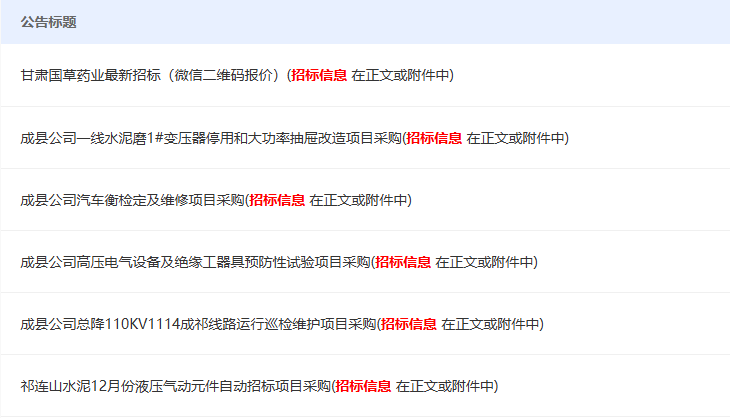 公告标题
甘肃国草药业最新招标（微信二维码报价）(招标信息 在正文或附件中)
成县公司一线水泥磨1#变压器停用和大功率抽屉改造项目采购(招标信息 在正文或附件中)
成县公司汽车衡检定及维修项目采购(招标信息 在正文或附件中)
成县公司高压电气设备及绝缘工器具预防性试验项目采购(招标信息 在正文或附件中)
成县公司总降110KV1114成祁线路运行巡检维护项目采购(招标信息 在正文或附件中)
祁连山水泥12月份液压气动元件自动招标项目采购(招标信息 在正文或附件中)